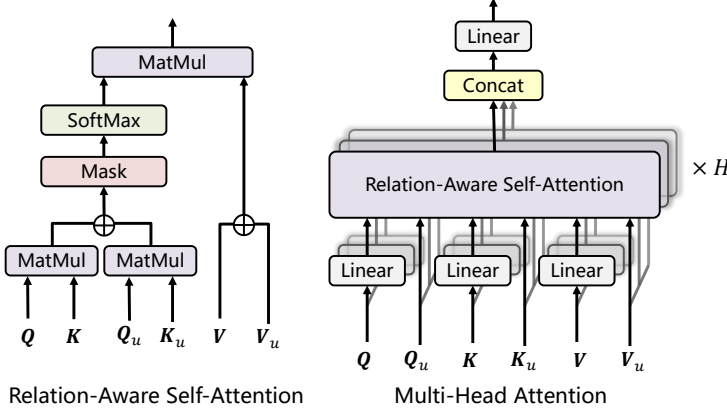 MatMul
SoftMax
Mask
MatMul MatMul
Q K Q_u K_u V V_u
Relation-Aware Self-Attention
Linear
Concat
Relation-Aware Self-Attention × H
Linear Linear Linear
Q Q_u K K_u V V_u
Multi-Head Attention